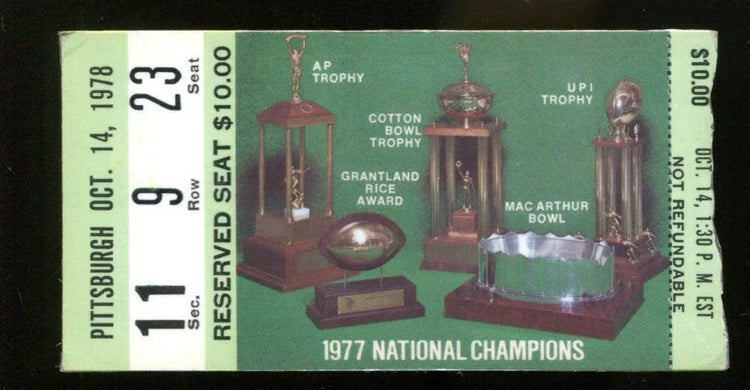 PITTSBURGH OCT. 14, 1978
11 Sec.
9 Row
23 Seat
RESERVED SEAT $10.00
AP
TROPHY
COTTON
BOWL
TROPHY
UPI
TROPHY
GRANTLAND
RICE
AWARD
MAC ARTHUR
BOWL
1977 NATIONAL CHAMPIONS
NOT REFUNDABLE
$10.00 OCT. 14, 1:30 P. M. EST